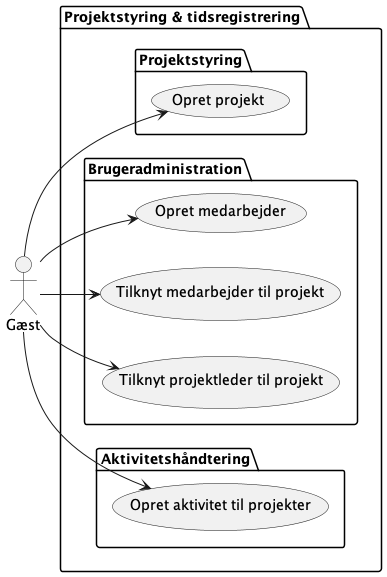 Projektstyring & tidsregistrering
Projektstyring
Opret projekt
Brugeradministration
Opret medarbejder
Tilknyt medarbejder til projekt
Gæst
Tilknyt projektleder til projekt
Aktivitetshåndtering
Opret aktivitet til projekter